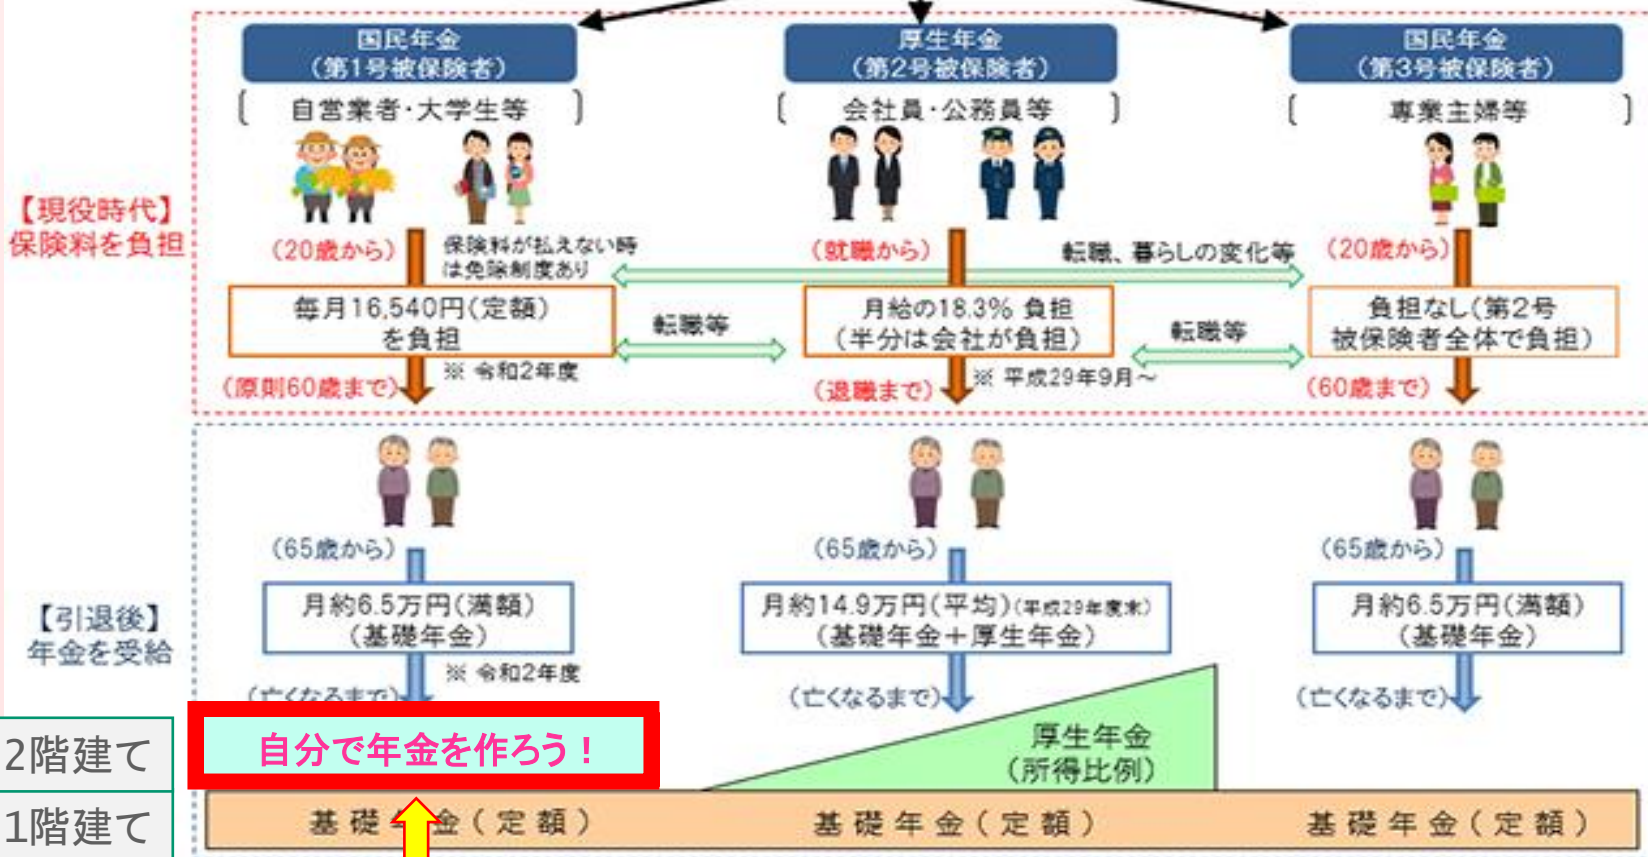 国民年金
（第1号被保険者）
厚生年金
（第2号被保険者）
国民年金
（第3号被保険者）
〔 自営業者・大学生等 〕
〔 会社員・公務員等 〕
〔 専業主婦等 〕
【現役時代】
保険料を負担
（20歳から）
保険料が払えない時
は免除制度あり
（就職から）
転職、暮らしの変化等
（20歳から）
毎月16,540円（定額）
を負担
転職等
月給の18.3% 負担
（半分は会社が負担）
転職等
負担なし（第2号
被保険者全体で負担）
（原則60歳まで）
※ 令和2年度
（退職まで）
※ 平成29年9月～
（60歳まで）
（65歳から）
（65歳から）
（65歳から）
【引退後】
年金を受給
月約6.5万円（満額）
（基礎年金）
月約14.9万円（平均）（平成29年度末）
（基礎年金＋厚生年金）
月約6.5万円（満額）
（基礎年金）
※ 令和2年度
（亡くなるまで）
（亡くなるまで）
（亡くなるまで）
2階建て
自分で年金を作ろう！
厚生年金
（所得比例）
1階建て
基礎年金（定額）
基礎年金（定額）
基礎年金（定額）